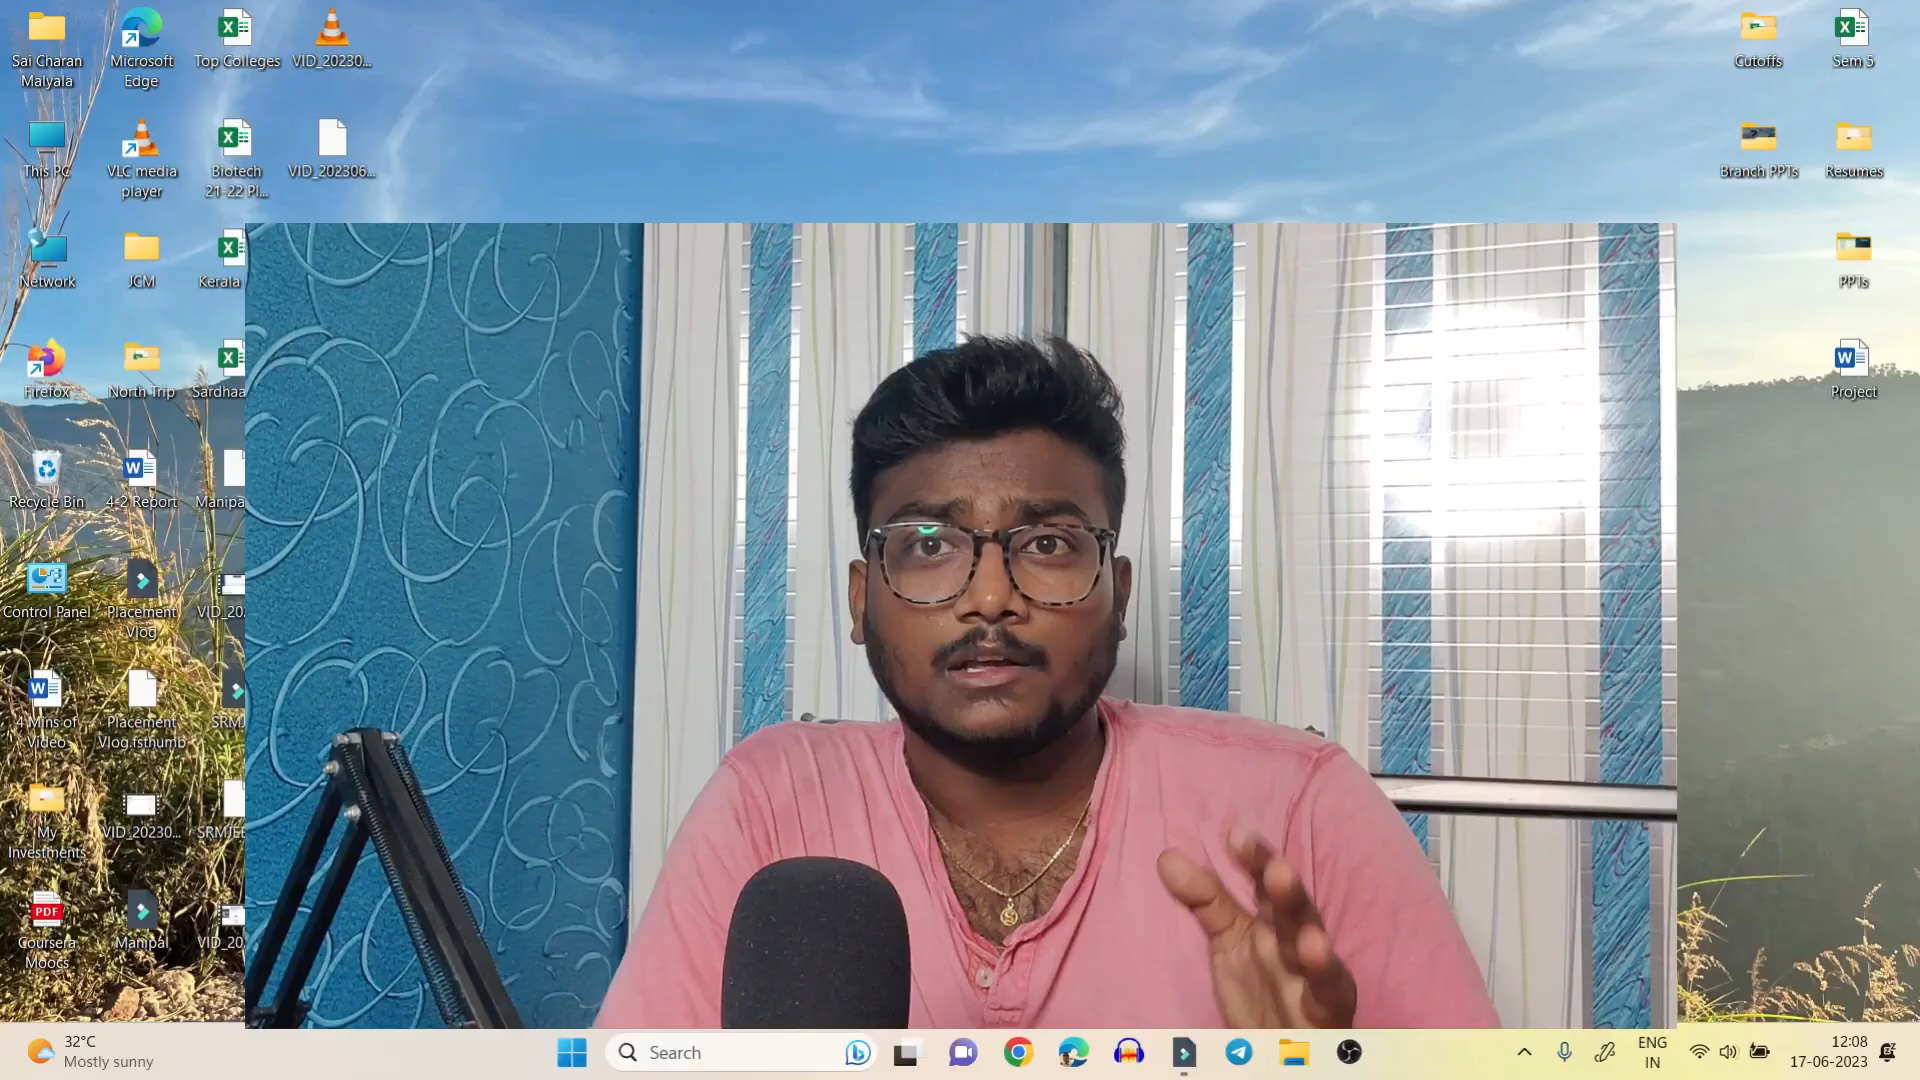 Sai Charan
Malyala
Microsoft
Edge
Top Colleges
VID_20230...
Cutoffs
Sem 5
This PC
VLC media
player
Biotech
21-22 Pl...
VID_202306...
Branch PPTs
Resumes
Network
JCM
Kerala
PPTs
Firefox
North Trip
Sardhaa
Project
Recycle Bin
4-2 Report
Manipa
Control Panel
Placement
Vlog
VID_20
4 Mins of
Video
Placement
Vlog.fsthumb
SRMJ
My
Investments
VID_20230...
SRMJEE
PDF
Coursera
Moocs
Manipal
VID_20
32°C
Mostly sunny
Search
ENG
IN
12:08
17-06-2023